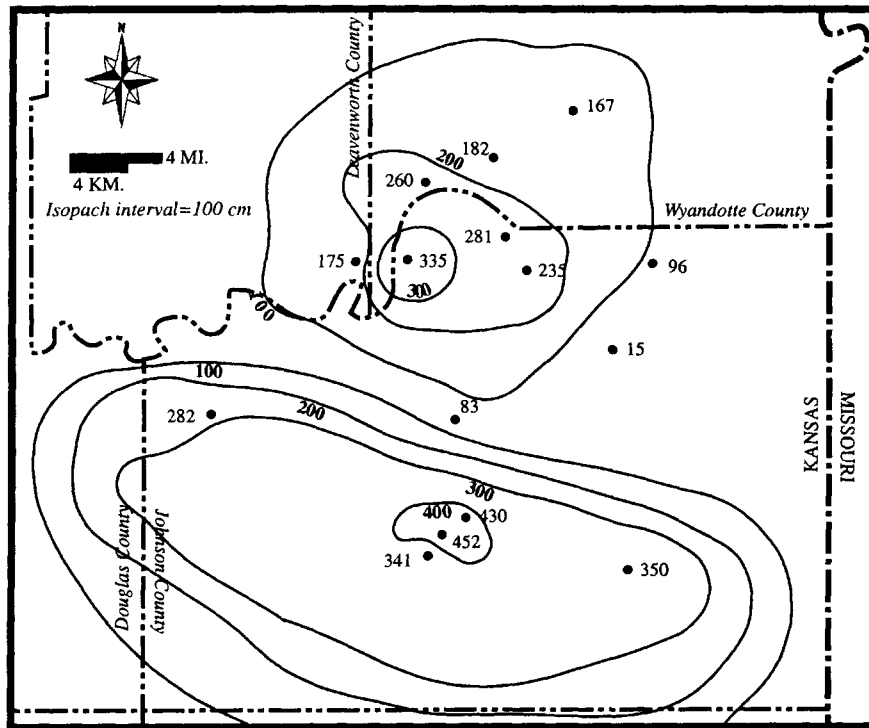 N
4 MI.
4 KM.
Isopach interval=100 cm
Leavenworth County
167
182
200
260
Wyandotte County
281
175
335
235
96
300
15
100
83
282
200
KANSAS
MISSOURI
300
400
430
452
341
350
Douglas County
Johnson County